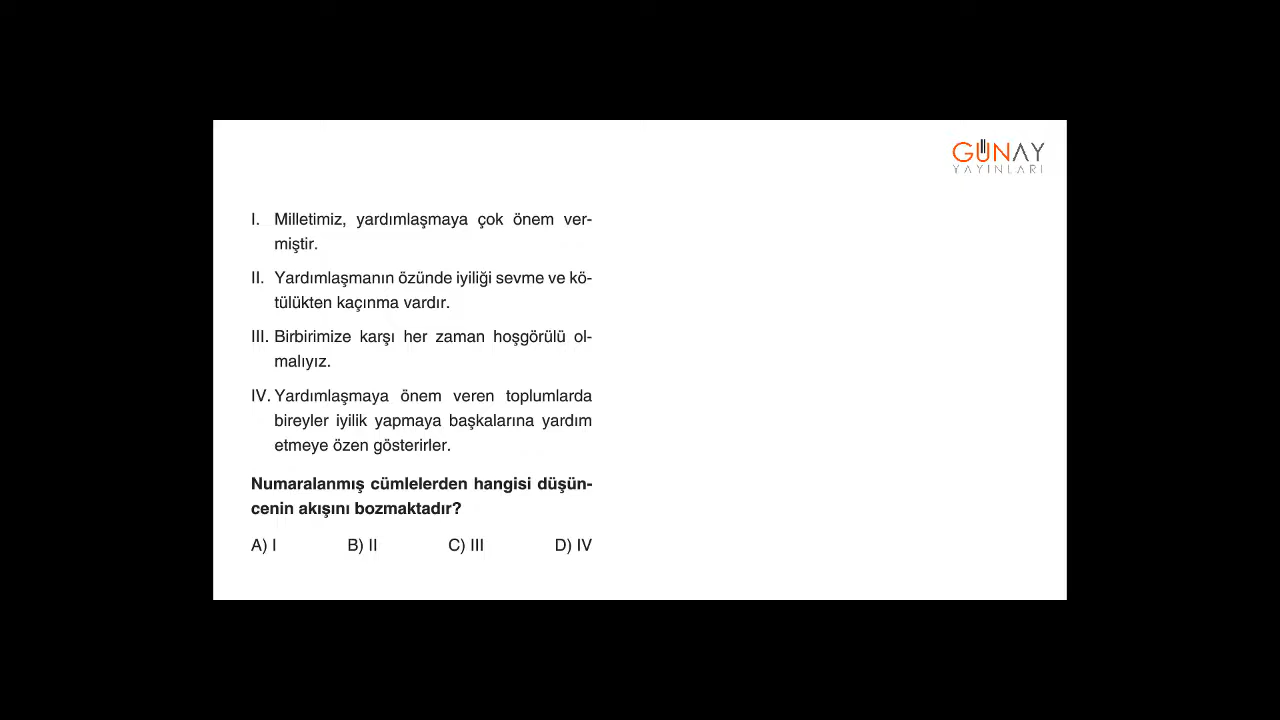 GÜNAY
YAYINLARI
I. Milletimiz, yardımlaşmaya çok önem ver-
miştir.
II. Yardımlaşmanın özünde iyiliği sevme ve kö-
tülükten kaçınma vardır.
III. Birbirimize karşı her zaman hoşgörülü ol-
malıyız.
IV. Yardımlaşmaya önem veren toplumlarda
bireyler iyilik yapmaya başkalarına yardım
etmeye özen gösterirler.
Numaralanmış cümlelerden hangisi düşün-
cenin akışını bozmaktadır?
A) I B) II C) III D) IV